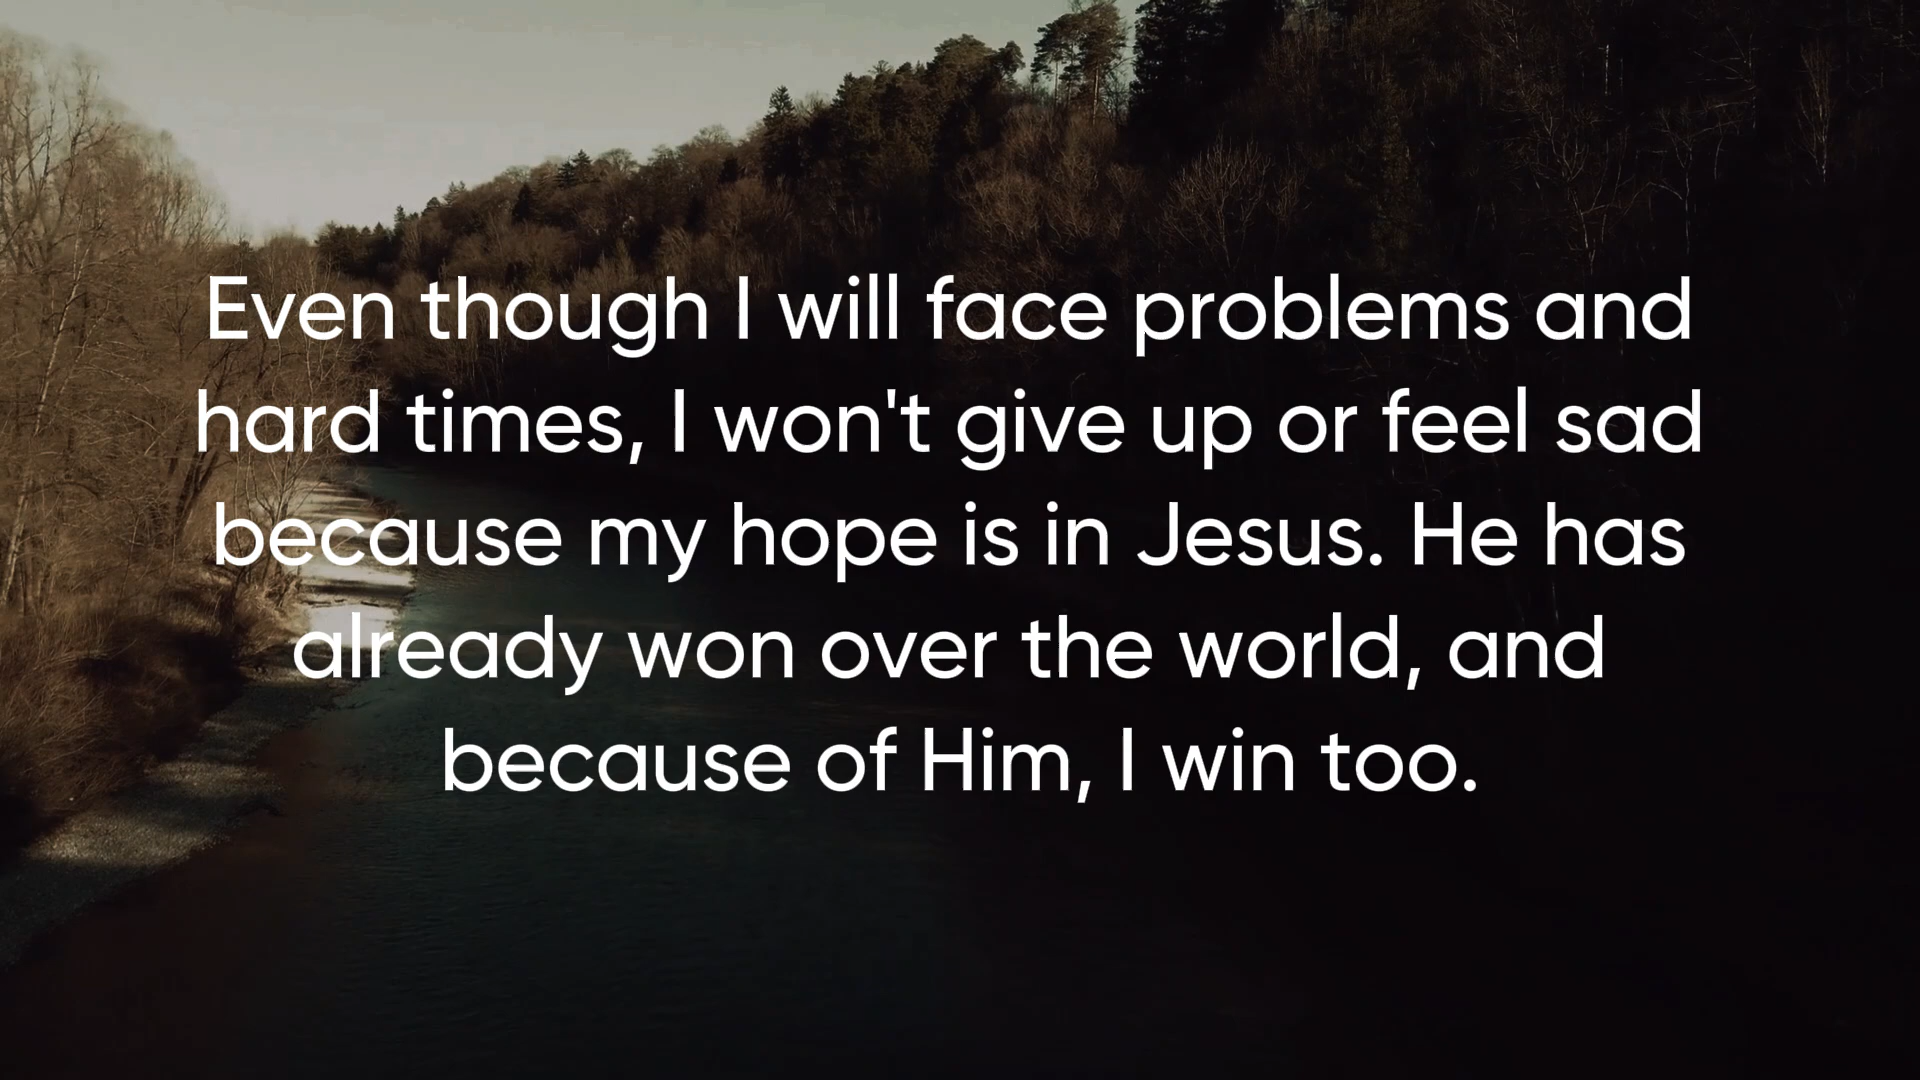 Even though I will face problems and
hard times, I won't give up or feel sad
because my hope is in Jesus. He has
already won over the world, and
because of Him, I win too.